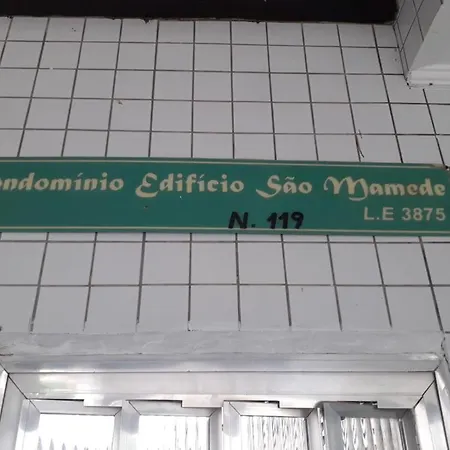 ondomínio Edifício São Mamede
N. 119 L.E 3875